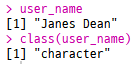 > user_name
[1] "Janes Dean"
> class(user_name)
[1] "character"